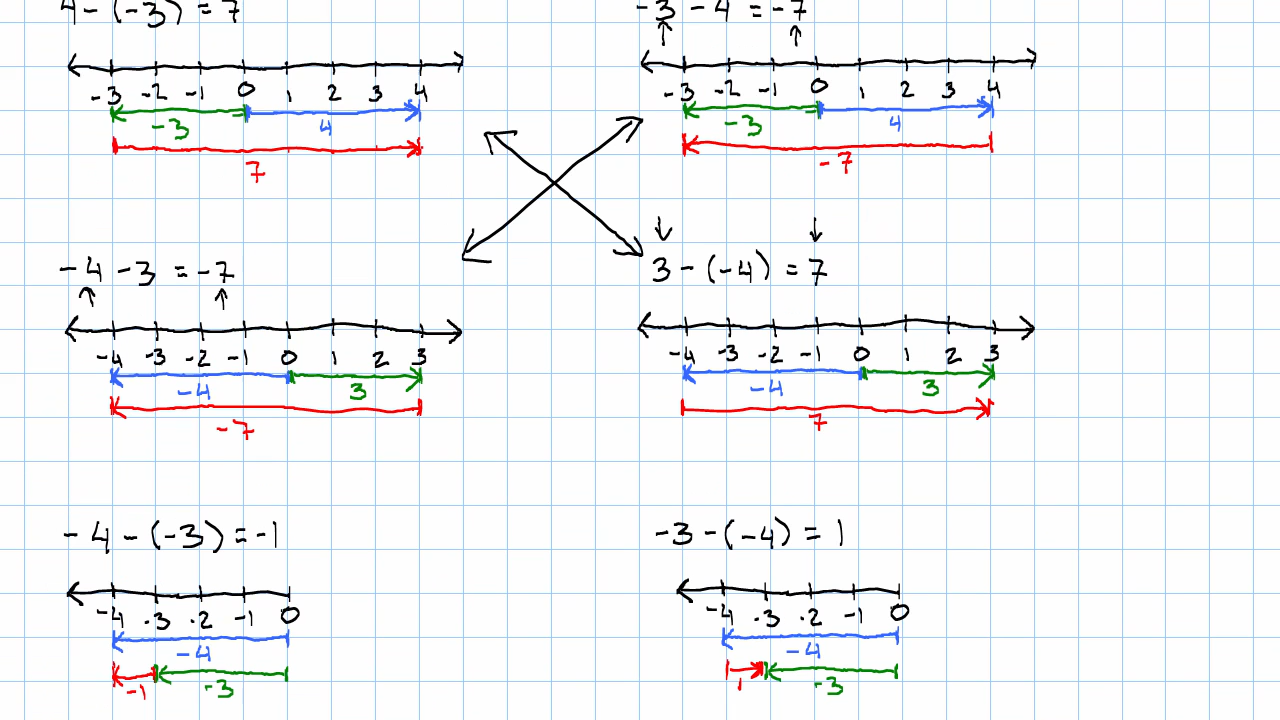 4 - (-3) = 7
-3 - 4 = -7
-3 -2 -1 0 1 2 3 4
-3 -2 -1 0 1 2 3 4
-3 4
-3 4
7
-7
-4 - 3 = -7
3 - (-4) = 7
-4 -3 -2 -1 0 1 2 3
-4 -3 -2 -1 0 1 2 3
-4 3
-4 3
-7
7
-4 - (-3) = -1
-3 - (-4) = 1
-4 -3 -2 -1 0
-4 -3 -2 -1 0
-4
-4
-1 -3
1 -3